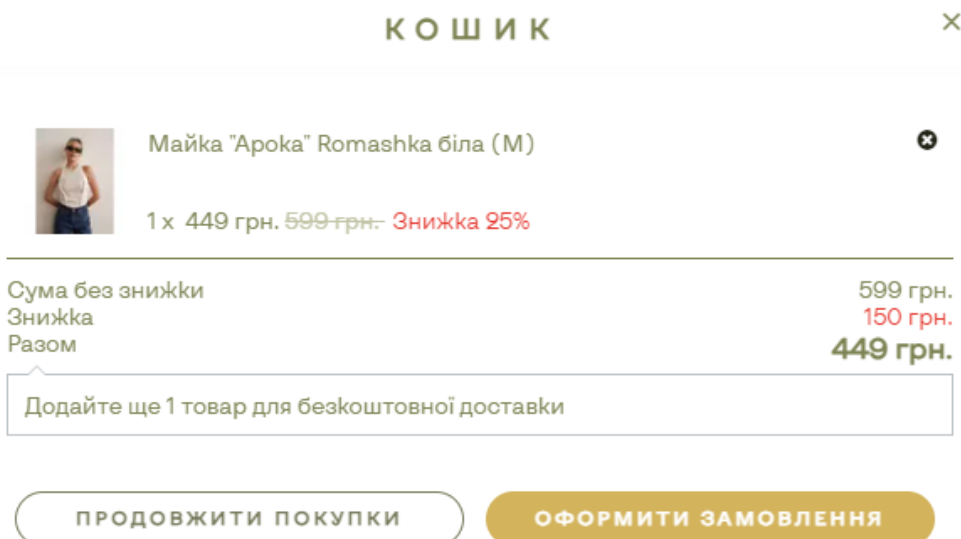 КОШИК
Майка "Apoka" Romashka біла (M)
1 x 449 грн. 599 грн. Знижка 25%
Сума без знижки 599 грн.
Знижка 150 грн.
Разом 449 грн.
Додайте ще 1 товар для безкоштовної доставки
ПРОДОВЖИТИ ПОКУПКИ ОФОРМИТИ ЗАМОВЛЕННЯ